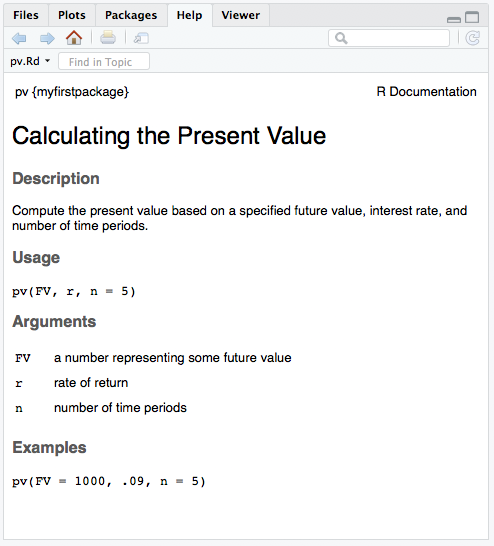 Files Plots Packages Help Viewer
pv.Rd Find in Topic
pv {myfirstpackage} R Documentation
Calculating the Present Value
Description
Compute the present value based on a specified future value, interest rate, and
number of time periods.
Usage
pv(FV, r, n = 5)
Arguments
FV a number representing some future value
r rate of return
n number of time periods
Examples
pv(FV = 1000, .09, n = 5)